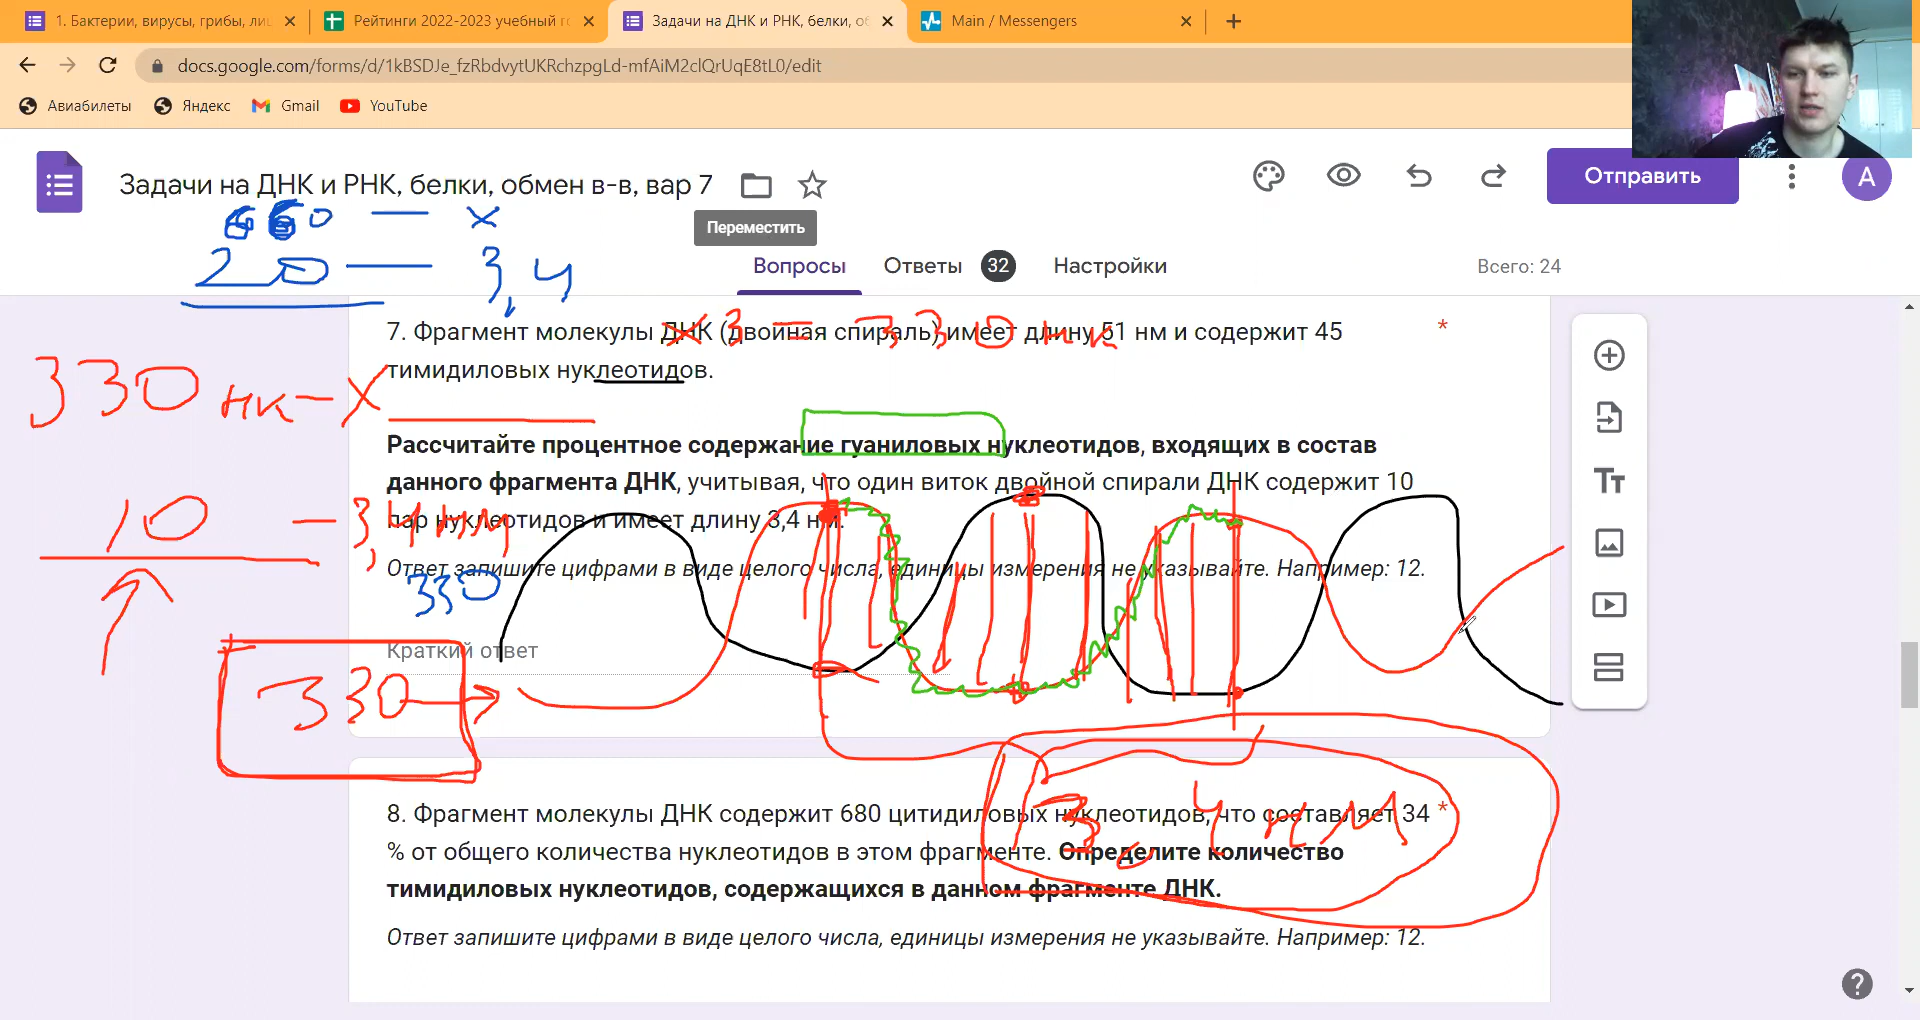 1. Бактерии, вирусы, грибы, лиш
Рейтинги 2022-2023 учебный го
Задачи на ДНК и РНК, белки, об
Main / Messengers
docs.google.com/forms/d/1kBSDJe_fzRbdvytUKRchzpgLd-mfAiM2clQrUqE8tL0/edit
Авиабилеты
Яндекс
Gmail
YouTube
Задачи на ДНК и РНК, белки, обмен в-в, вар 7
Отправить
A
Переместить
660 — x
20 — 3,4
Вопросы
Ответы 32
Настройки
Всего: 24
7. Фрагмент молекулы ДНК (двойная спираль) имеет длину 51 нм и содержит 45 *
тимидиловых нуклеотидов.
x 3 = 330 нк
330 нк – x
Рассчитайте процентное содержание гуаниловых нуклеотидов, входящих в состав
данного фрагмента ДНК, учитывая, что один виток двойной спирали ДНК содержит 10
пар нуклеотидов и имеет длину 3,4 нм.
10 – 3,4 нм
Ответ запишите цифрами в виде целого числа, единицы измерения не указывайте. Например: 12.
330
Краткий ответ
330
3,4 нм
8. Фрагмент молекулы ДНК содержит 680 цитидиловых нуклеотидов, что составляет 34 *
% от общего количества нуклеотидов в этом фрагменте. Определите количество
тимидиловых нуклеотидов, содержащихся в данном фрагменте ДНК.
Ответ запишите цифрами в виде целого числа, единицы измерения не указывайте. Например: 12.